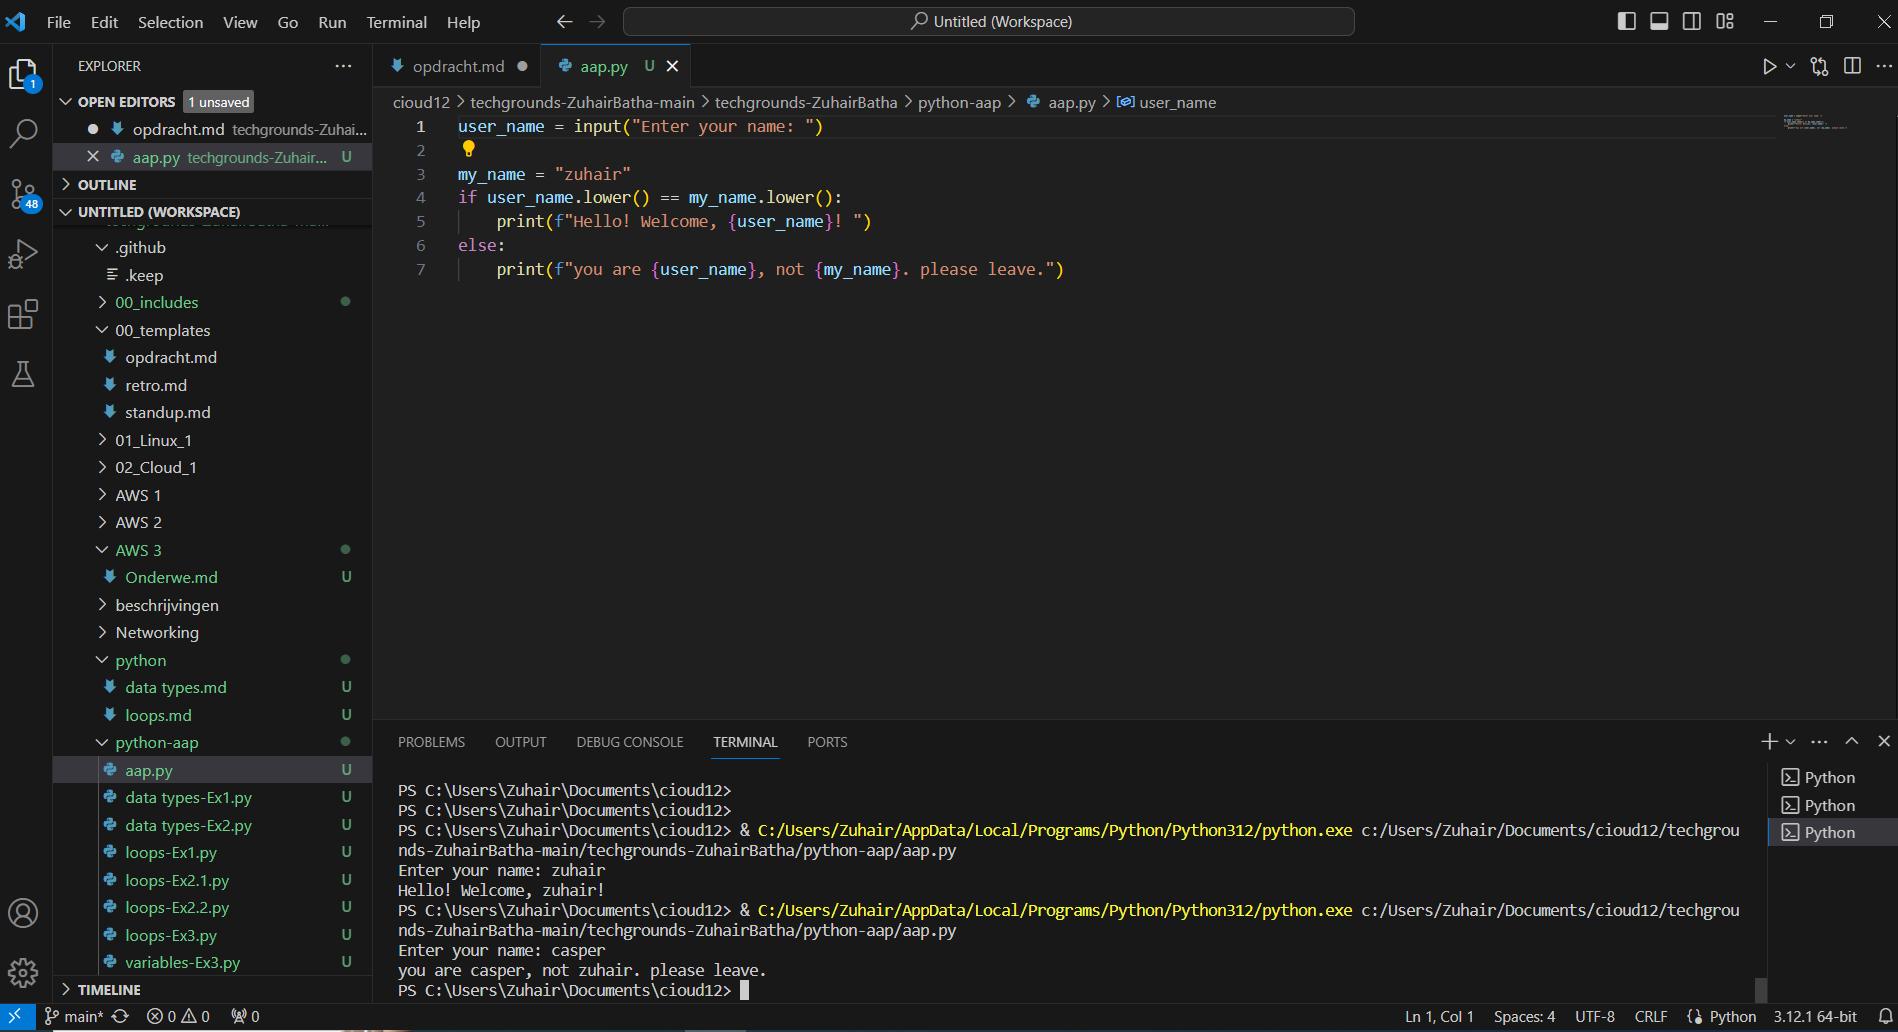 File Edit Selection View Go Run Terminal Help
Untitled (Workspace)
EXPLORER
OPEN EDITORS 1 unsaved
opdracht.md techgrounds-Zuhai...
aap.py techgrounds-Zuhair... U
OUTLINE
UNTITLED (WORKSPACE)
.github
.keep
00_includes
00_templates
opdracht.md
retro.md
standup.md
01_Linux_1
02_Cloud_1
AWS 1
AWS 2
AWS 3
Onderwe.md U
beschrijvingen
Networking
python
data types.md U
loops.md U
python-aap
aap.py U
data types-Ex1.py U
data types-Ex2.py U
loops-Ex1.py U
loops-Ex2.1.py U
loops-Ex2.2.py U
loops-Ex3.py U
variables-Ex3.py U
TIMELINE
1
48
opdracht.md
aap.py U
cioud12 > techgrounds-ZuhairBatha-main > techgrounds-ZuhairBatha > python-aap > aap.py > user_name
1 user_name = input("Enter your name: ")
2
3 my_name = "zuhair"
4 if user_name.lower() == my_name.lower():
5 print(f"Hello! Welcome, {user_name}! ")
6 else:
7 print(f"you are {user_name}, not {my_name}. please leave.")
PROBLEMS OUTPUT DEBUG CONSOLE TERMINAL PORTS
PS C:\Users\Zuhair\Documents\cioud12>
PS C:\Users\Zuhair\Documents\cioud12>
PS C:\Users\Zuhair\Documents\cioud12> & C:/Users/Zuhair/AppData/Local/Programs/Python/Python312/python.exe c:/Users/Zuhair/Documents/cioud12/techgrou
nds-ZuhairBatha-main/techgrounds-ZuhairBatha/python-aap/aap.py
Enter your name: zuhair
Hello! Welcome, zuhair!
PS C:\Users\Zuhair\Documents\cioud12> & C:/Users/Zuhair/AppData/Local/Programs/Python/Python312/python.exe c:/Users/Zuhair/Documents/cioud12/techgrou
nds-ZuhairBatha-main/techgrounds-ZuhairBatha/python-aap/aap.py
Enter your name: casper
you are casper, not zuhair. please leave.
PS C:\Users\Zuhair\Documents\cioud12>
Python
Python
Python
main* 0 0 0
Ln 1, Col 1 Spaces: 4 UTF-8 CRLF Python 3.12.1 64-bit